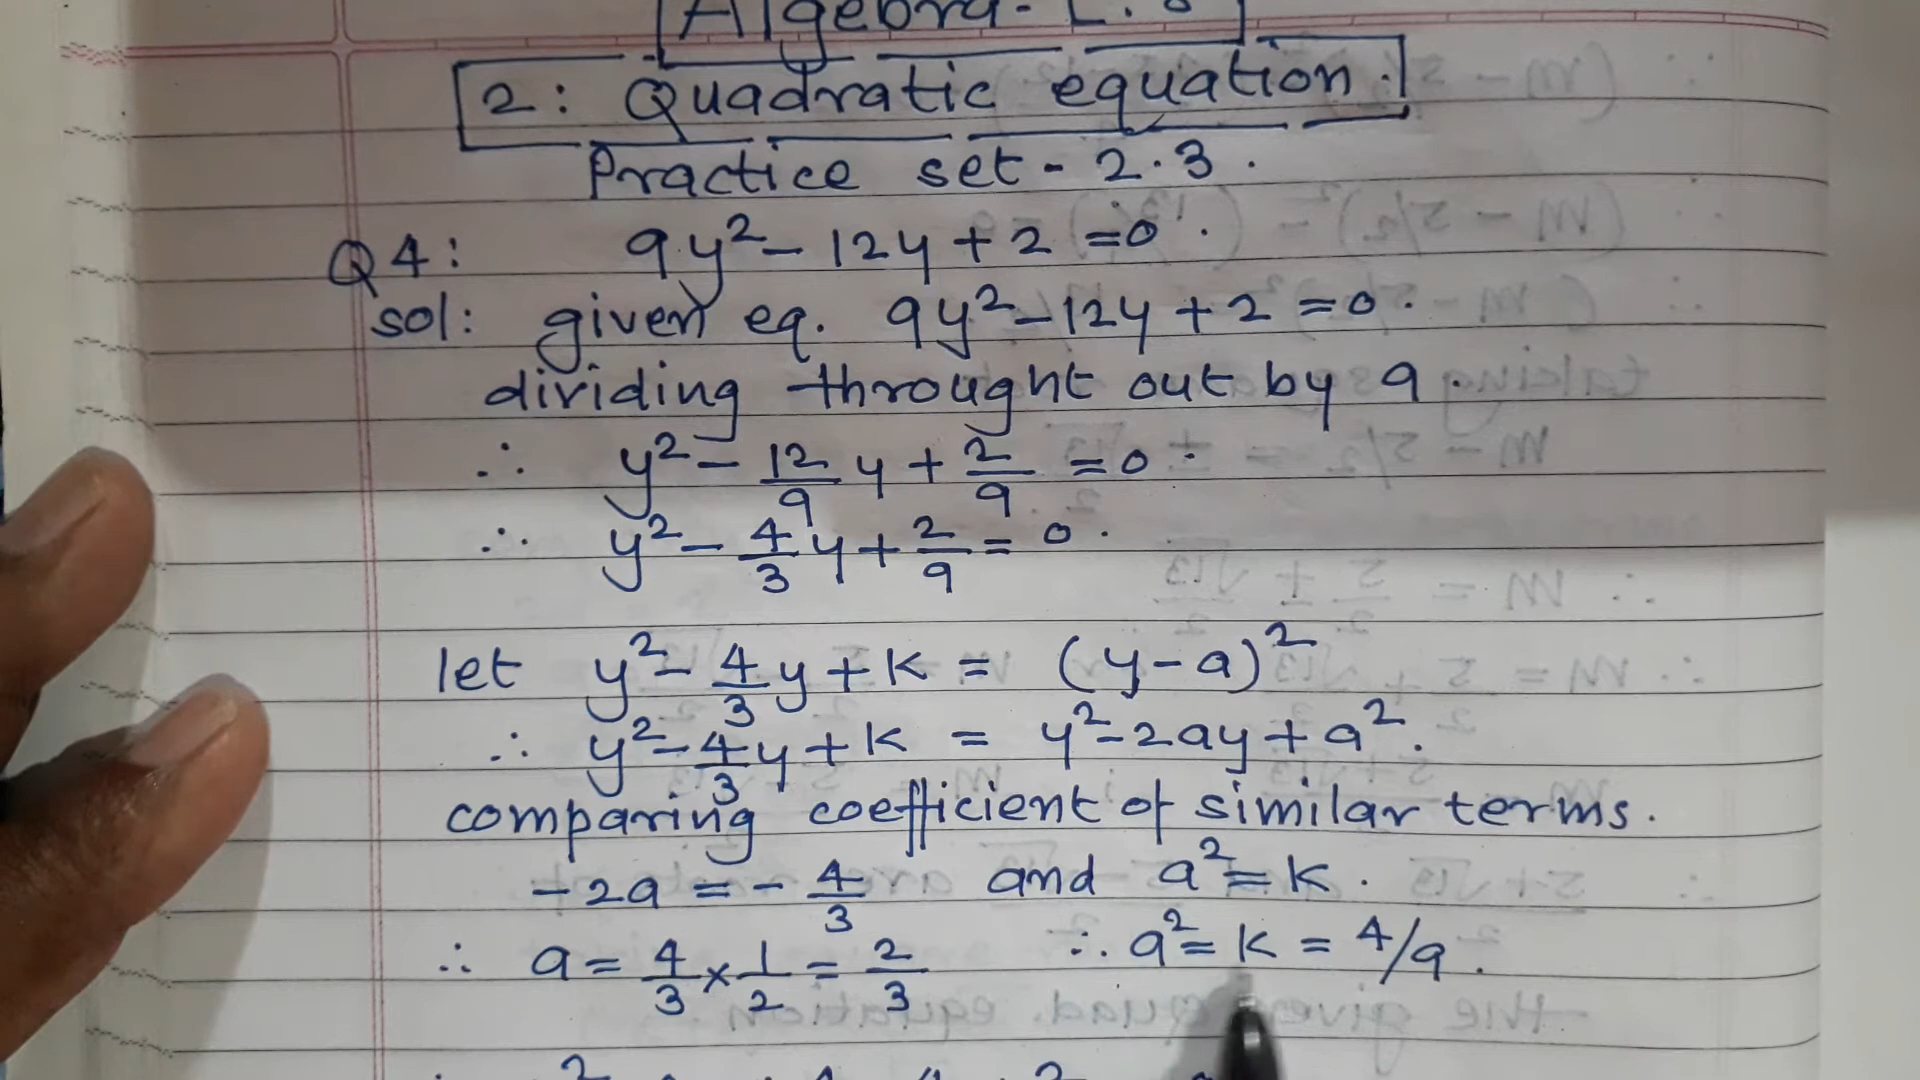 Algebra-
2: Quadratic equation.
Practice set - 2.3.
Q4: 9y² - 12y + 2 = 0.
sol: given eq. 9y² - 12y + 2 = 0.
dividing throught out by 9.
∴ y² - 12/9 y + 2/9 = 0.
∴ y² - 4/3 y + 2/9 = 0.
let y² - 4/3 y + K = (y - a)²
∴ y² - 4/3 y + K = y² - 2ay + a².
comparing coefficient of similar terms.
-2a = - 4/3 and a² = K.
∴ a = 4/3 × 1/2 = 2/3 ∴ a² = K = 4/9.